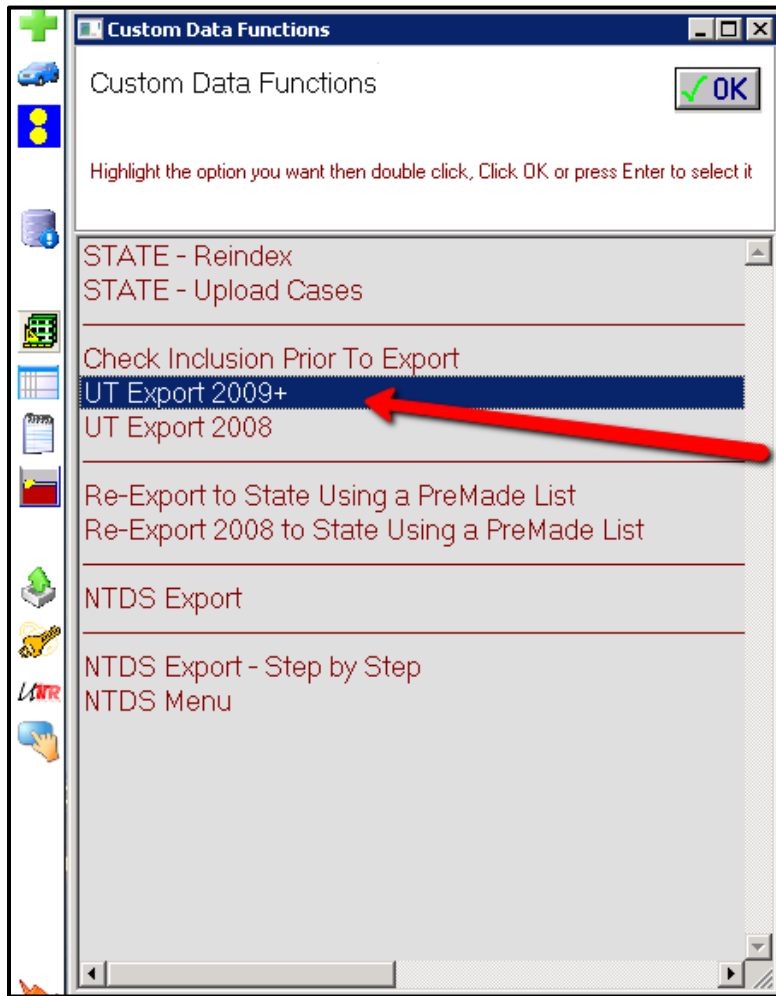 Custom Data Functions
Custom Data Functions
OK
Highlight the option you want then double click, Click OK or press Enter to select it
STATE - Reindex
STATE - Upload Cases
Check Inclusion Prior To Export
UT Export 2009+
UT Export 2008
Re-Export to State Using a PreMade List
Re-Export 2008 to State Using a PreMade List
NTDS Export
NTDS Export - Step by Step
NTDS Menu